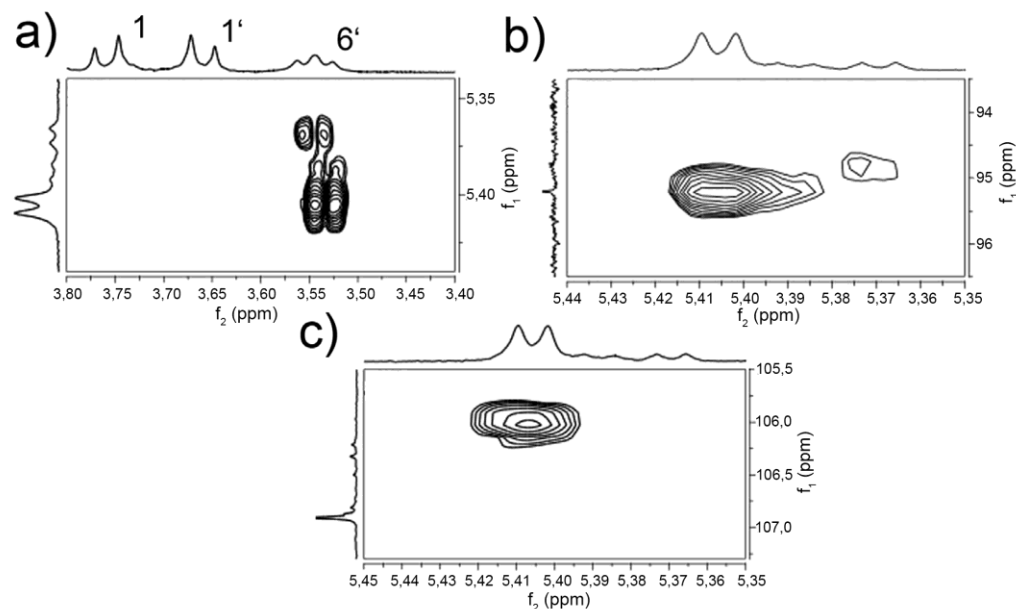 a)
1
1‘
6‘
5,35
5,40
f1 (ppm)
3,80 3,75 3,70 3,65 3,60 3,55 3,50 3,45 3,40
f2 (ppm)
b)
94
95
96
f1 (ppm)
5,44 5,43 5,42 5,41 5,40 5,39 5,38 5,37 5,36 5,35
f2 (ppm)
c)
105,5
106,0
106,5
107,0
f1 (ppm)
5,45 5,44 5,43 5,42 5,41 5,40 5,39 5,38 5,37 5,36 5,35
f2 (ppm)